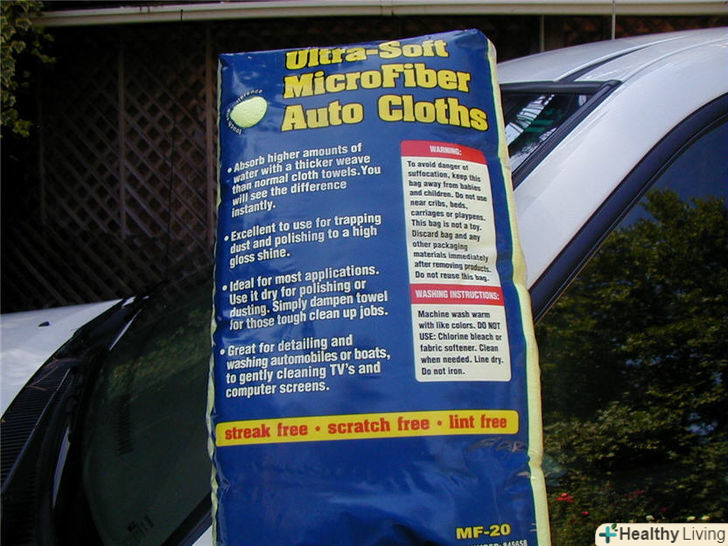 Ultra-Soft
MicroFiber
Auto Cloths
• Absorb higher amounts of
water with a thicker weave
than normal cloth towels. You
will see the difference
instantly.
• Excellent to use for trapping
dust and polishing to a high
gloss shine.
• Ideal for most applications.
Use it dry for polishing or
dusting. Simply dampen towel
for those tough clean up jobs.
• Great for detailing and
washing automobiles or boats,
to gently cleaning TV's and
computer screens.
WARNING:
To avoid danger of
suffocation, keep this
bag away from babies
and children. Do not use
near cribs, beds,
carriages or playpens.
This bag is not a toy.
Discard bag and any
other packaging
materials immediately
after removing products.
Do not reuse this bag.
WASHING INSTRUCTIONS:
Machine wash warm
with like colors. DO NOT
USE: Chlorine bleach or
fabric softener. Clean
when needed. Line dry.
Do not iron.
streak free • scratch free • lint free
MF-20
Healthy Living